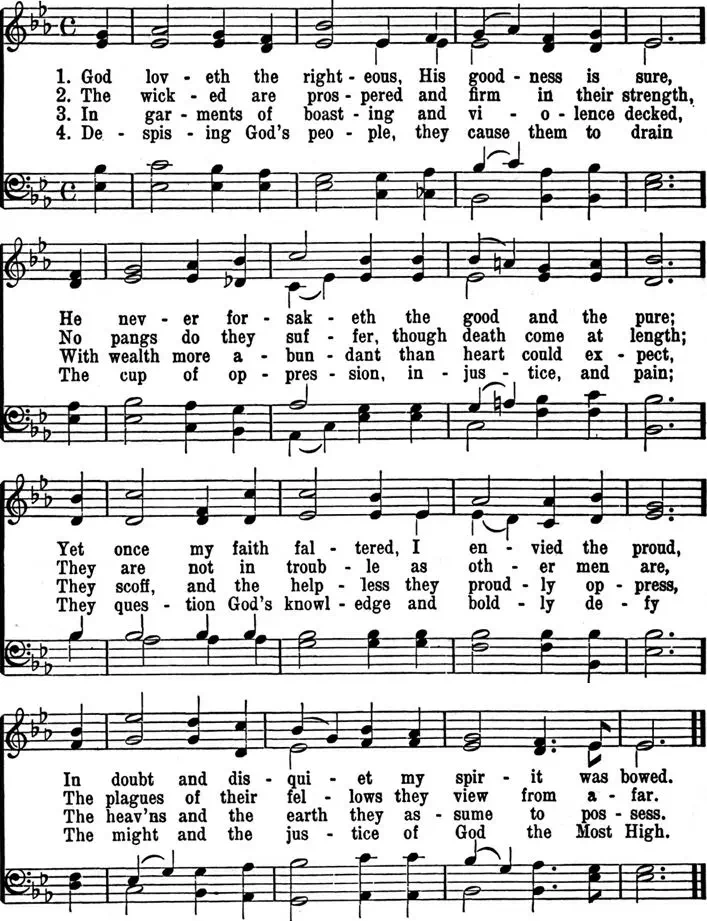 1. God lov - eth the right - eous, His good - ness is sure,
2. The wick - ed are pros - pered and firm in their strength,
3. In gar - ments of boast - ing and vi - o - lence decked,
4. De - spis - ing God's peo - ple, they cause them to drain
He nev - er for - sak - eth the good and the pure;
No pangs do they suf - fer, though death come at length;
With wealth more a - bun - dant than heart could ex - pect,
The cup of op - pres - sion, in - jus - tice, and pain;
Yet once my faith fal - tered, I en - vied the proud,
They are not in troub - le as oth - er men are,
They scoff, and the help - less they proud - ly op - press,
They ques - tion God's knowl - edge and bold - ly de - fy
In doubt and dis - qui - et my spir - it was bowed.
The plagues of their fel - lows they view from a - far.
The heav'ns and the earth they as - sume to pos - sess.
The might and the jus - tice of God the Most High.